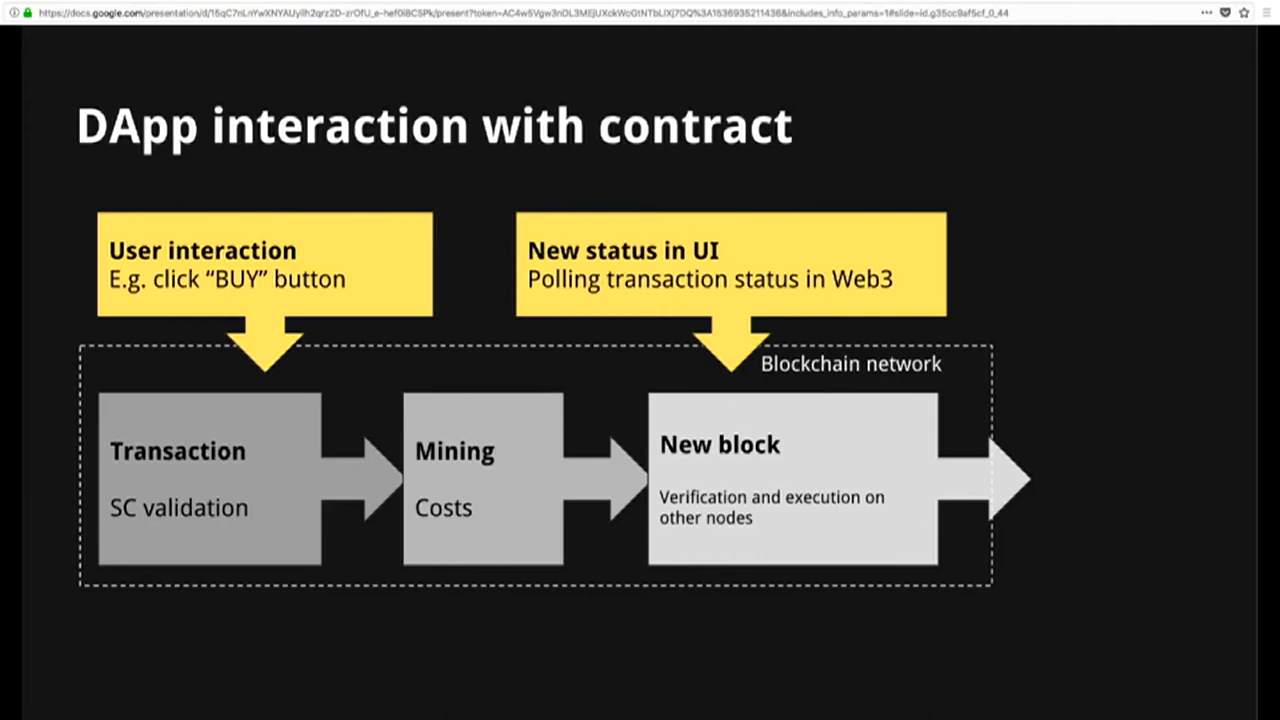 DApp interaction with contract
User interaction
E.g. click “BUY” button
New status in UI
Polling transaction status in Web3
Blockchain network
Transaction
SC validation
Mining
Costs
New block
Verification and execution on
other nodes